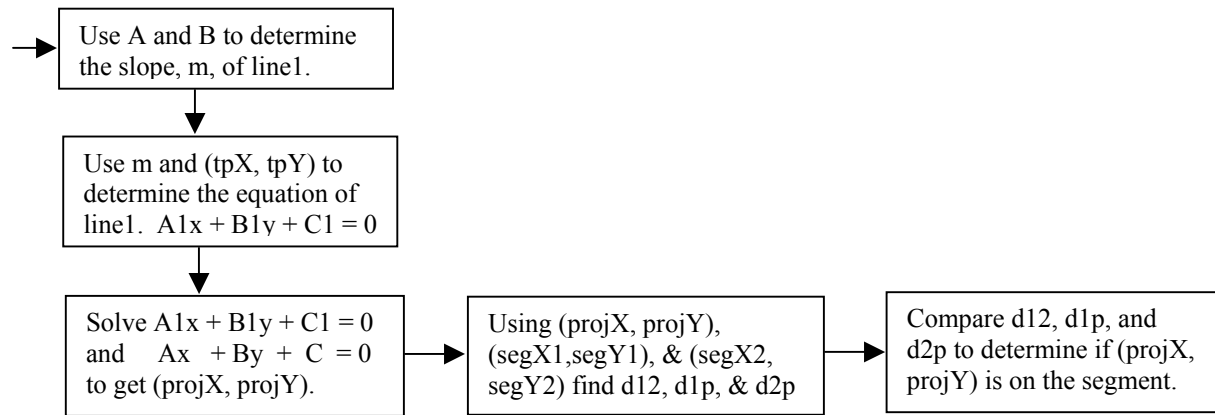 Use A and B to determine
the slope, m, of line1.
Use m and (tpX, tpY) to
determine the equation of
line1. A1x + B1y + C1 = 0
Solve A1x + B1y + C1 = 0
and Ax + By + C = 0
to get (projX, projY).
Using (projX, projY),
(segX1,segY1), & (segX2,
segY2) find d12, d1p, & d2p
Compare d12, d1p, and
d2p to determine if (projX,
projY) is on the segment.